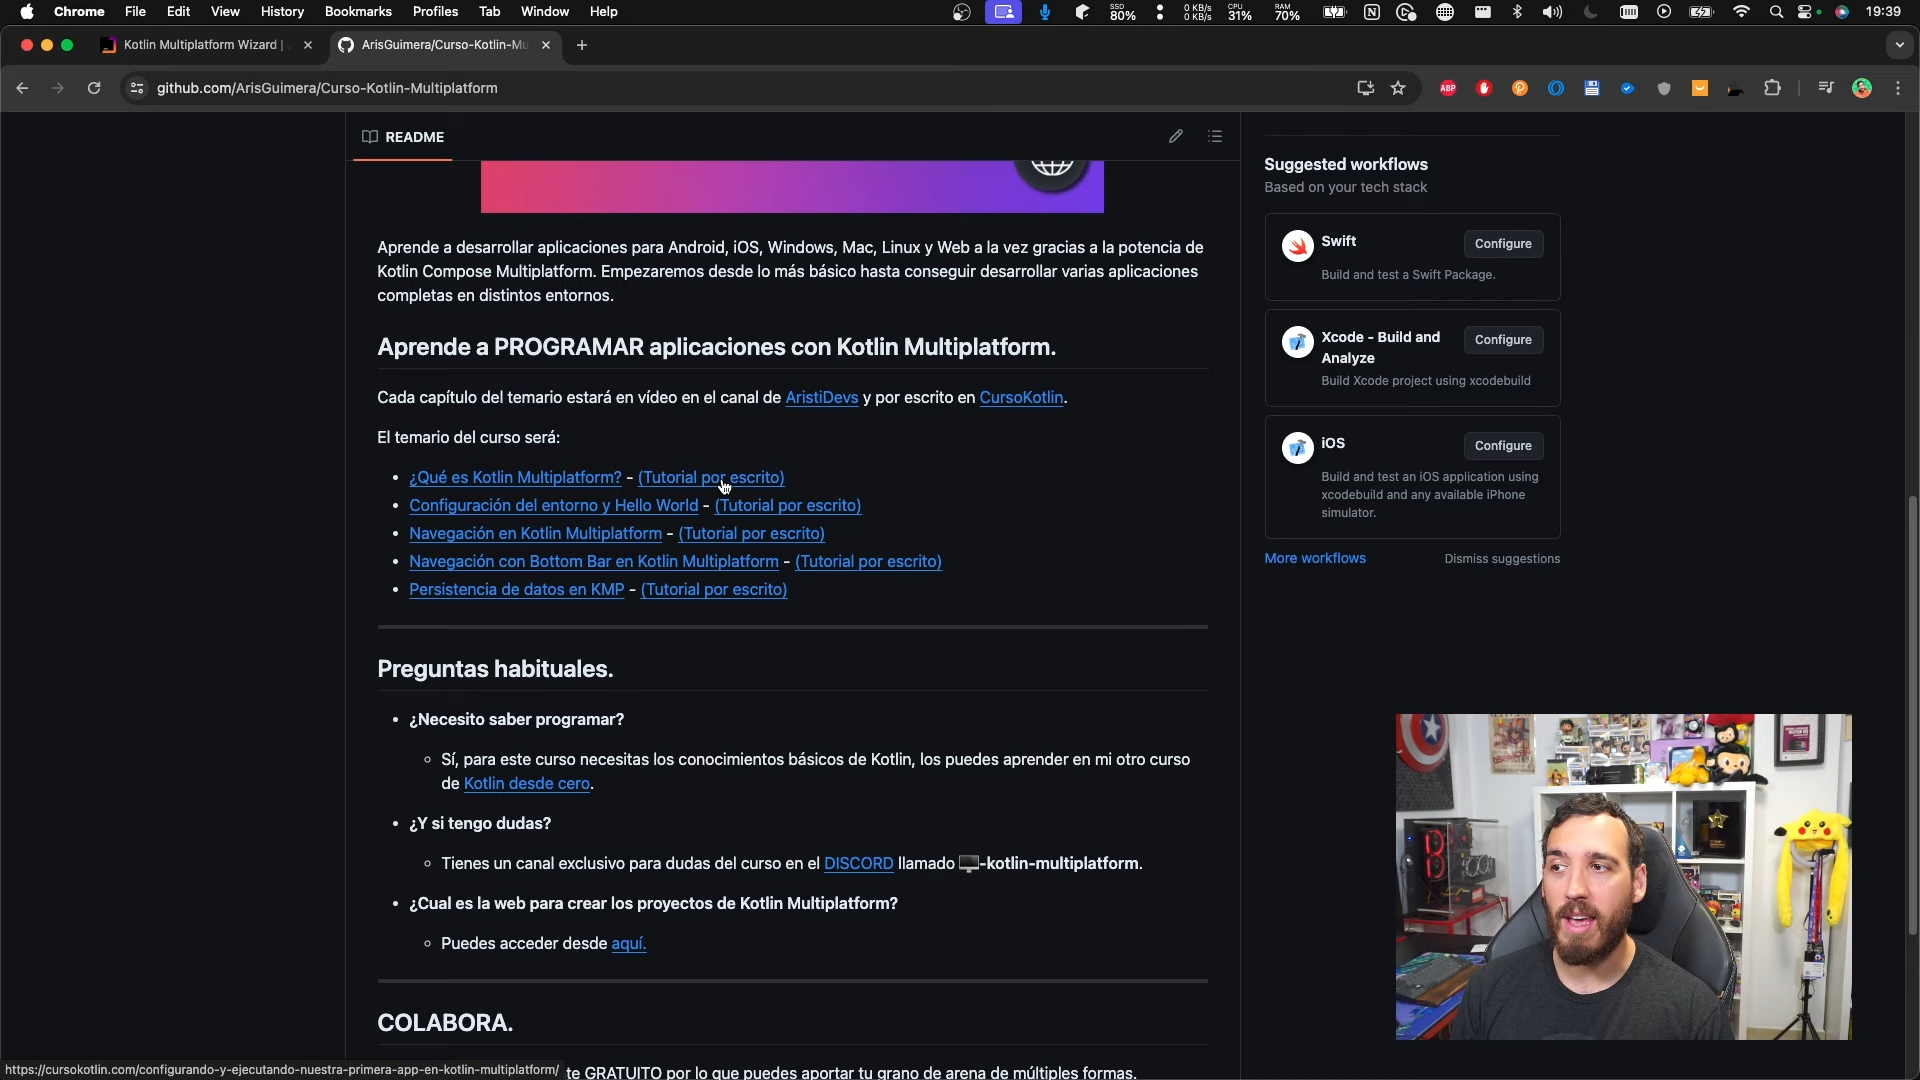 Chrome File Edit View History Bookmarks Profiles Tab Window Help
SSD 80% 0 KB/s 0 KB/s CPU 31% RAM 70% 19:39
Kotlin Multiplatform Wizard | ArisGuimera/Curso-Kotlin-Mu
github.com/ArisGuimera/Curso-Kotlin-Multiplatform
ABP
README
Aprende a desarrollar aplicaciones para Android, iOS, Windows, Mac, Linux y Web a la vez gracias a la potencia de
Kotlin Compose Multiplatform. Empezaremos desde lo más básico hasta conseguir desarrollar varias aplicaciones
completas en distintos entornos.
Aprende a PROGRAMAR aplicaciones con Kotlin Multiplatform.
Cada capítulo del temario estará en vídeo en el canal de AristiDevs y por escrito en CursoKotlin.
El temario del curso será:
• ¿Qué es Kotlin Multiplatform? - (Tutorial por escrito)
• Configuración del entorno y Hello World - (Tutorial por escrito)
• Navegación en Kotlin Multiplatform - (Tutorial por escrito)
• Navegación con Bottom Bar en Kotlin Multiplatform - (Tutorial por escrito)
• Persistencia de datos en KMP - (Tutorial por escrito)
Preguntas habituales.
• ¿Necesito saber programar?
Sí, para este curso necesitas los conocimientos básicos de Kotlin, los puedes aprender en mi otro curso
de Kotlin desde cero.
• ¿Y si tengo dudas?
Tienes un canal exclusivo para dudas del curso en el DISCORD llamado 🖥️-kotlin-multiplatform.
• ¿Cual es la web para crear los proyectos de Kotlin Multiplatform?
Puedes acceder desde aquí.
COLABORA.
te GRATUITO por lo que puedes aportar tu grano de arena de múltiples formas.
https://cursokotlin.com/configurando-y-ejecutando-nuestra-primera-app-en-kotlin-multiplatform/
Suggested workflows
Based on your tech stack
Swift
Configure
Build and test a Swift Package.
Xcode - Build and
Analyze
Configure
Build Xcode project using xcodebuild
iOS
Configure
Build and test an iOS application using
xcodebuild and any available iPhone
simulator.
More workflows
Dismiss suggestions